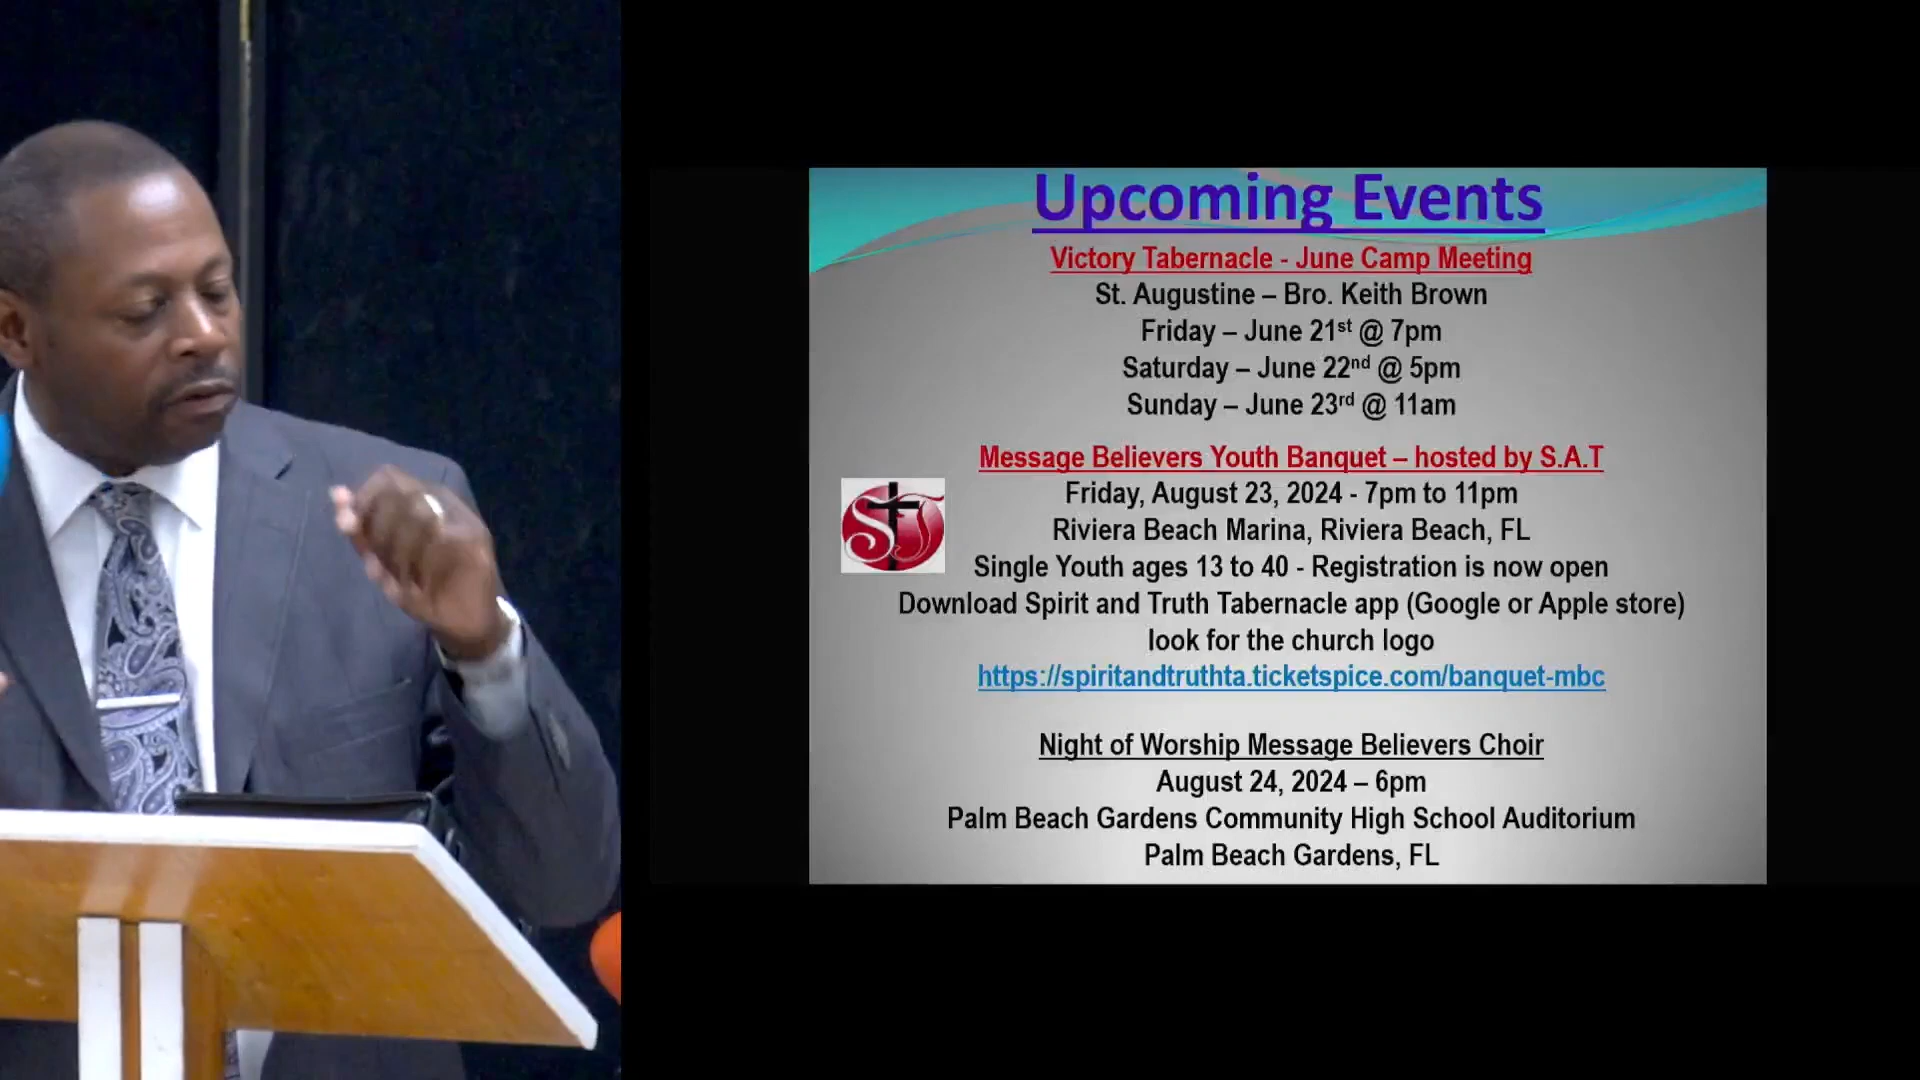 Upcoming Events
Victory Tabernacle - June Camp Meeting
St. Augustine – Bro. Keith Brown
Friday – June 21st @ 7pm
Saturday – June 22nd @ 5pm
Sunday – June 23rd @ 11am
Message Believers Youth Banquet – hosted by S.A.T
Friday, August 23, 2024 - 7pm to 11pm
Riviera Beach Marina, Riviera Beach, FL
ST
Single Youth ages 13 to 40 - Registration is now open
Download Spirit and Truth Tabernacle app (Google or Apple store)
look for the church logo
https://spiritandtruthta.ticketspice.com/banquet-mbc
Night of Worship Message Believers Choir
August 24, 2024 – 6pm
Palm Beach Gardens Community High School Auditorium
Palm Beach Gardens, FL